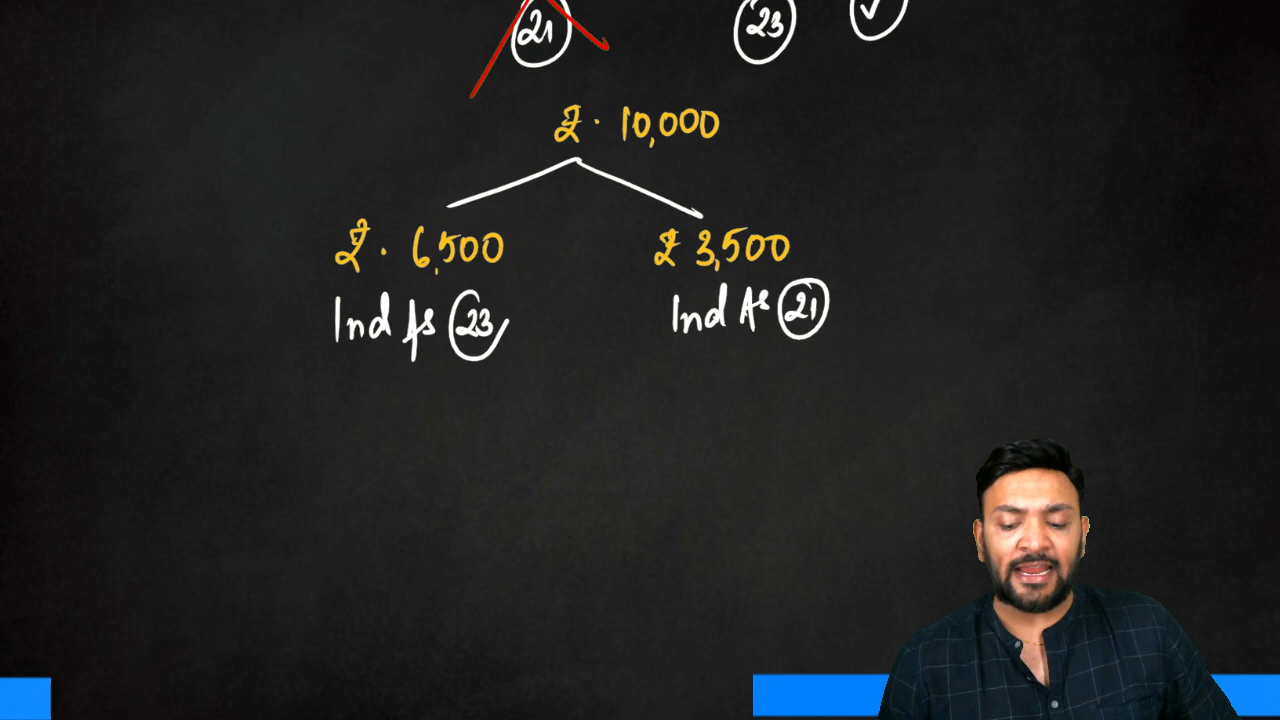 21 23 ✓
₹. 10,000
₹. 6,500 ₹ 3,500
Ind As 23 Ind As 21